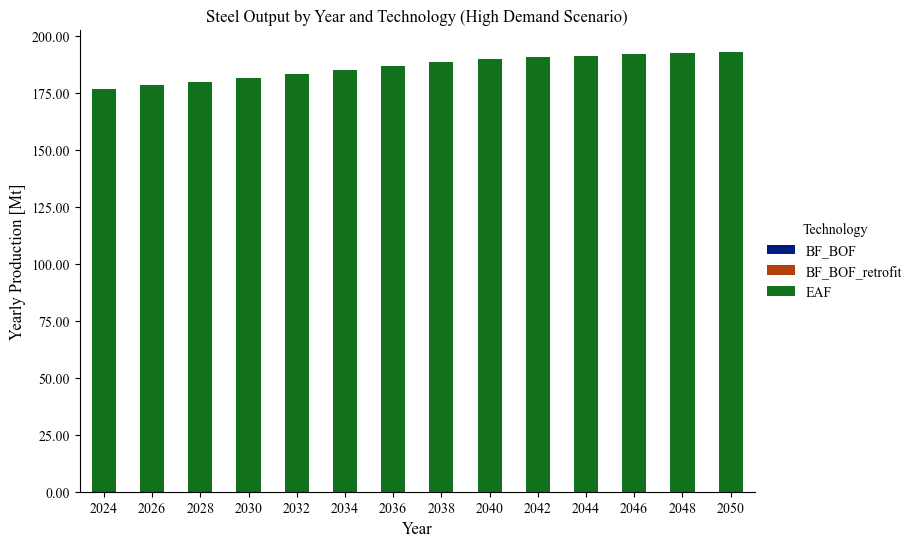 Steel Output by Year and Technology (High Demand Scenario)
200.00
175.00
150.00
125.00
100.00
75.00
50.00
25.00
0.00
Yearly Production [Mt]
2024 2026 2028 2030 2032 2034 2036 2038 2040 2042 2044 2046 2048 2050
Year
Technology
BF_BOF
BF_BOF_retrofit
EAF